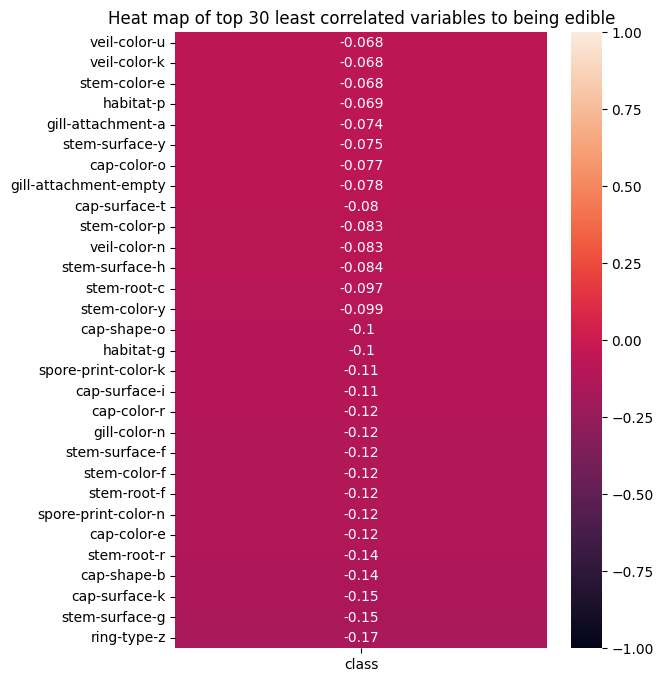 Heat map of top 30 least correlated variables to being edible
veil-color-u -0.068
veil-color-k -0.068
stem-color-e -0.068
habitat-p -0.069
gill-attachment-a -0.074
stem-surface-y -0.075
cap-color-o -0.077
gill-attachment-empty -0.078
cap-surface-t -0.08
stem-color-p -0.083
veil-color-n -0.083
stem-surface-h -0.084
stem-root-c -0.097
stem-color-y -0.099
cap-shape-o -0.1
habitat-g -0.1
spore-print-color-k -0.11
cap-surface-i -0.11
cap-color-r -0.12
gill-color-n -0.12
stem-surface-f -0.12
stem-color-f -0.12
stem-root-f -0.12
spore-print-color-n -0.12
cap-color-e -0.12
stem-root-r -0.14
cap-shape-b -0.14
cap-surface-k -0.15
stem-surface-g -0.15
ring-type-z -0.17
class
1.00
0.75
0.50
0.25
0.00
−0.25
−0.50
−0.75
−1.00